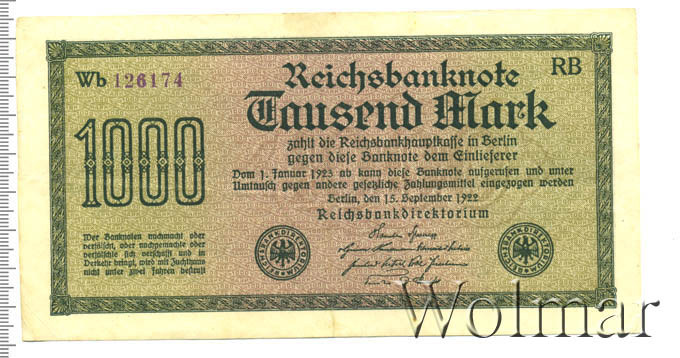 Wb 126174
RB
Reichsbanknote
Tausend Mark
1000
zahlt die Reichsbankhauptkasse in Berlin
gegen diese Banknote dem Einlieferer
Vom 1. Januar 1923 ab kann diese Banknote aufgerufen und unter
Umtausch gegen andere gesetzliche Zahlungsmittel eingezogen werden
Berlin, den 15. September 1922
Reichsbankdirektorium
Wer Banknoten nachmacht oder
verfälscht, oder nachgemachte oder
verfälschte sich verschafft und in
Verkehr bringt, wird mit Zuchthaus
nicht unter zwei Jahren bestraft
REICHSBANKDIREKTORIUM
REICHSBANKDIREKTORIUM
Wolmar